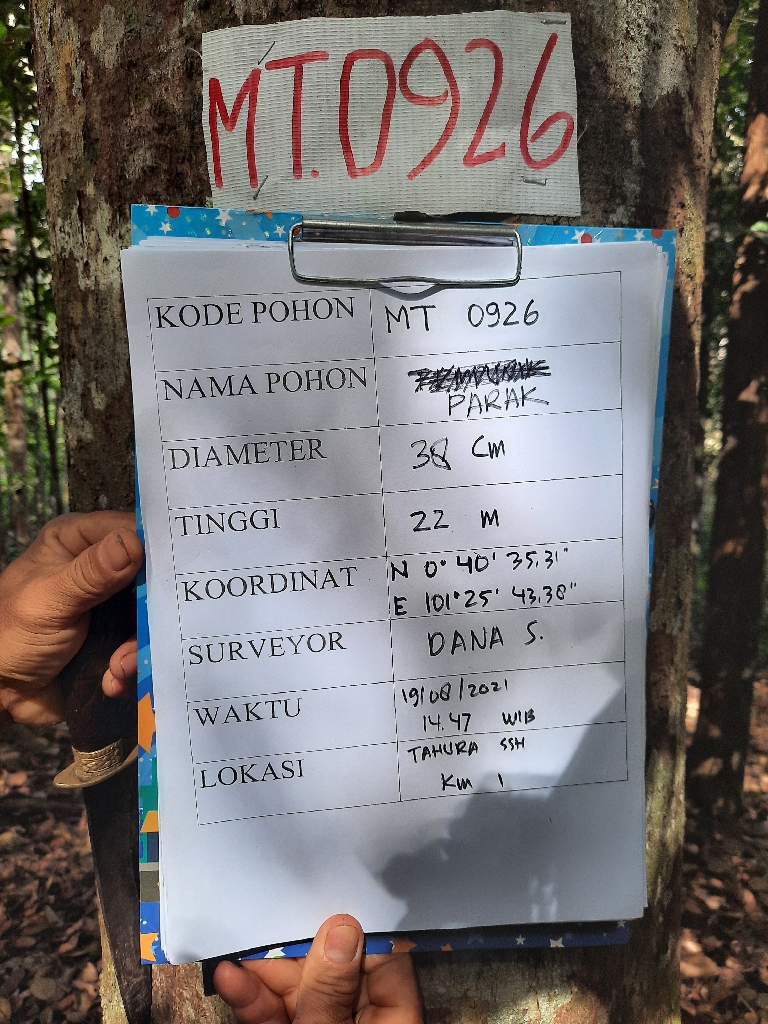 MT.0926
KODE POHON MT 0926
NAMA POHON PARAK
DIAMETER 38 Cm
TINGGI 22 M
KOORDINAT N 0° 40' 35.31"
E 101° 25' 43.38"
SURVEYOR DANA S.
WAKTU 19/08/2021
14.47 WIB
LOKASI TAHURA SSH
Km 1